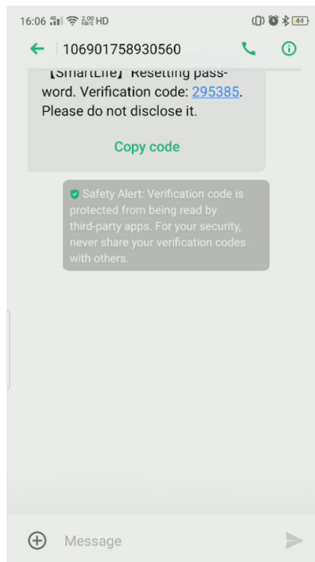 16:06 HD 44
106901758930560
【SmartLife】Resetting pass-
word. Verification code: 295385.
Please do not disclose it.
Copy code
Safety Alert: Verification code is
protected from being read by
third-party apps. For your security,
never share your verification codes
with others.
Message